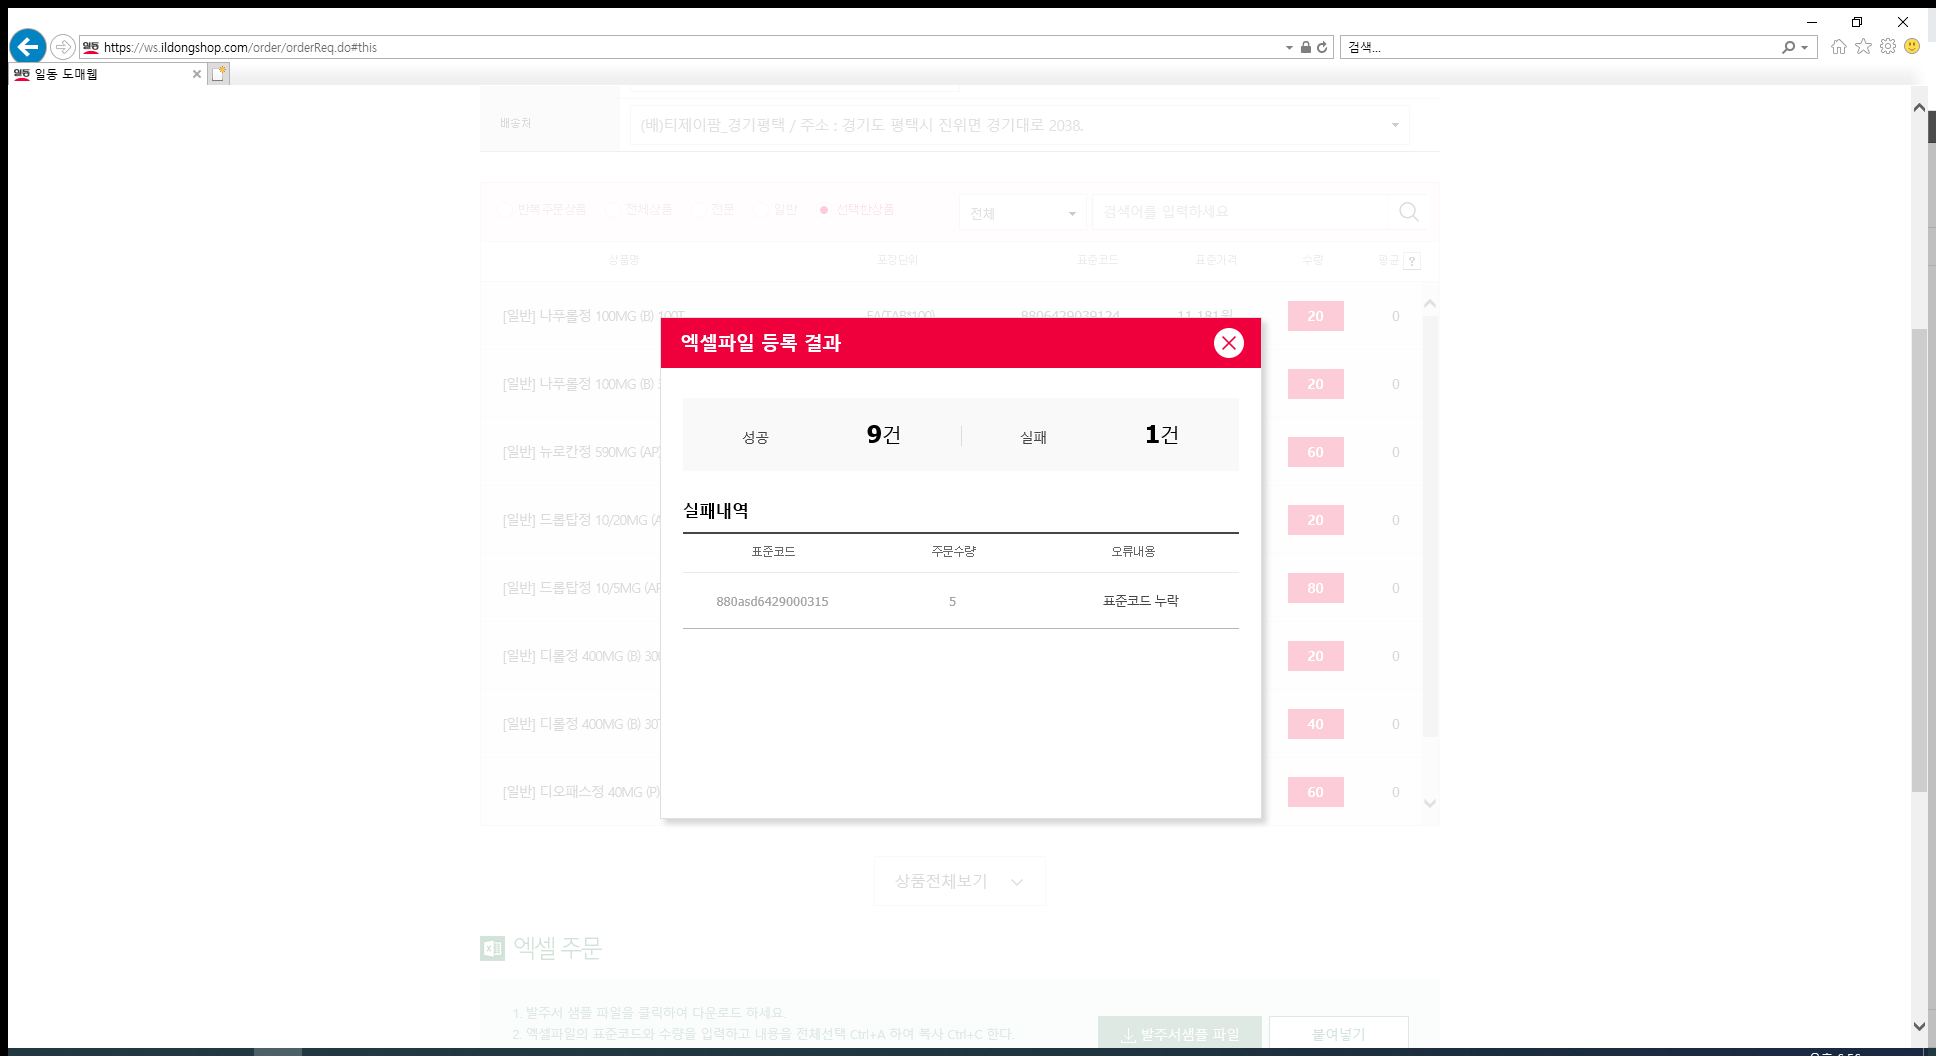 https://ws.ildongshop.com/order/orderReq.do#this
검색...
일동 도매웹
배송처
(배)티제이팜_경기평택 / 주소 : 경기도 평택시 진위면 경기대로 2038.
반복주문상품 전체상품 전문 일반 선택한상품
전체
검색어를 입력하세요
상품명 포장단위 표준코드 표준가격 수량 평균 ?
[일반] 나푸롤정 100MG (B) 100T EA(TAB*100) 8806429039124 11,181원 20 0
[일반] 나푸롤정 100MG (B) 20 0
[일반] 뉴로칸정 590MG (AP) 60 0
[일반] 드롭탑정 10/20MG 20 0
[일반] 드롭탑정 10/5MG 80 0
[일반] 디롤정 400MG (B) 20 0
[일반] 디롤정 400MG (B) 40 0
[일반] 디오패스정 40MG (P) 60 0
엑셀파일 등록 결과
성공 9건 실패 1건
실패내역
표준코드 주문수량 오류내용
880asd6429000315 5 표준코드 누락
상품전체보기
엑셀 주문
1. 발주서 샘플 파일을 클릭하여 다운로드 하세요.
2. 엑셀파일의 표준코드와 수량을 입력하고 내용을 전체선택 Ctrl+A 하여 복사 Ctrl+C 한다.
발주서샘플 파일
붙여넣기